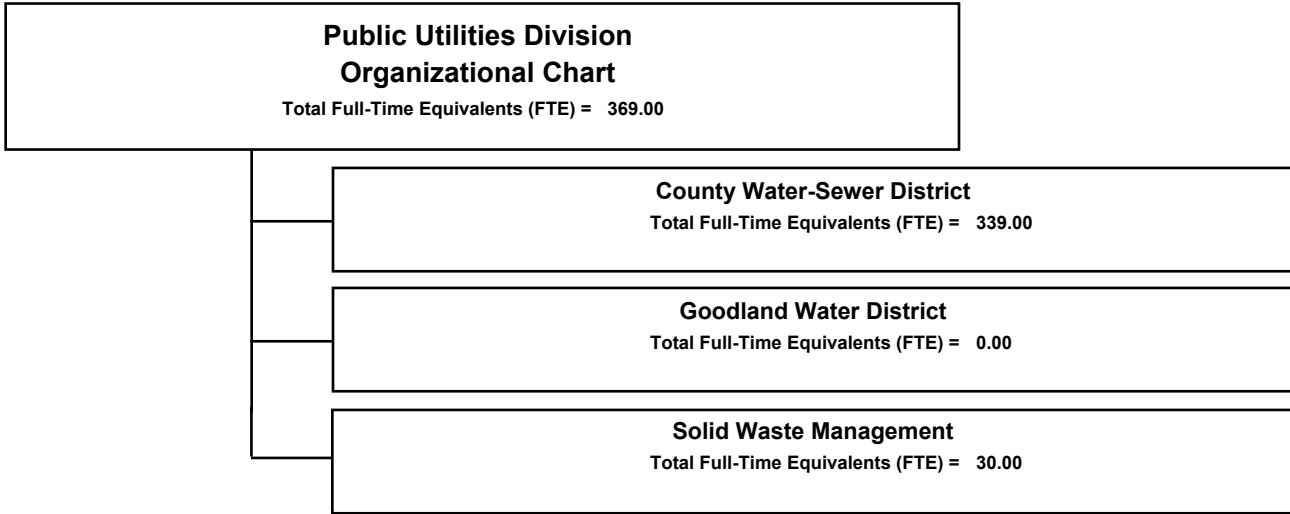 Public Utilities Division
Organizational Chart
Total Full-Time Equivalents (FTE) = 369.00
County Water-Sewer District
Total Full-Time Equivalents (FTE) = 339.00
Goodland Water District
Total Full-Time Equivalents (FTE) = 0.00
Solid Waste Management
Total Full-Time Equivalents (FTE) = 30.00